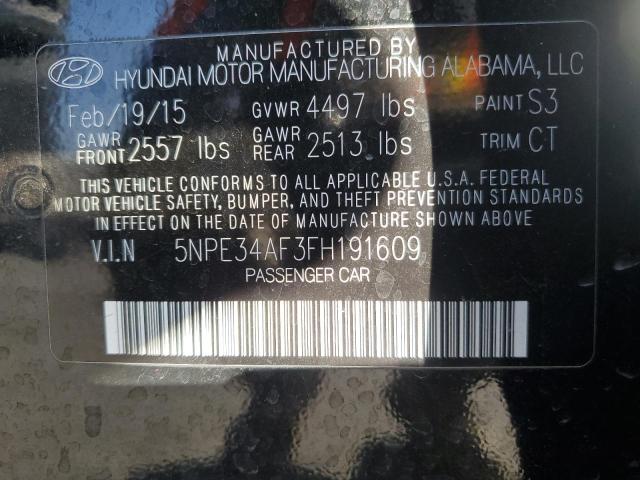 MANUFACTURED BY
HYUNDAI MOTOR MANUFACTURING ALABAMA, LLC
Feb/19/15 GVWR 4497 lbs PAINT S3
GAWR FRONT 2557 lbs GAWR REAR 2513 lbs TRIM CT
THIS VEHICLE CONFORMS TO ALL APPLICABLE U.S.A. FEDERAL
MOTOR VEHICLE SAFETY, BUMPER, AND THEFT PREVENTION STANDARDS
IN EFFECT ON THE DATE OF MANUFACTURE SHOWN ABOVE.
V.I.N 5NPE34AF3FH191609
PASSENGER CAR